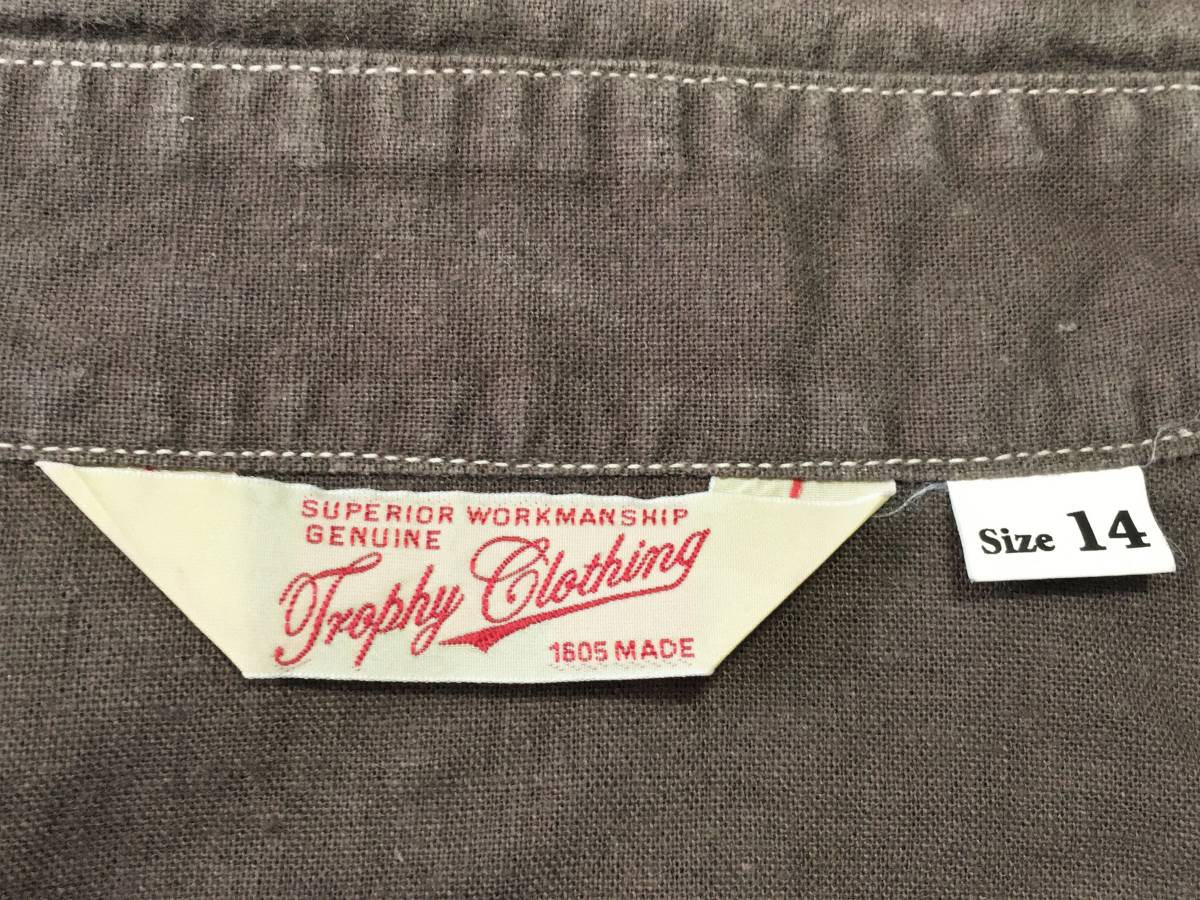 SUPERIOR WORKMANSHIP
GENUINE
Trophy Clothing
1605 MADE
Size 14